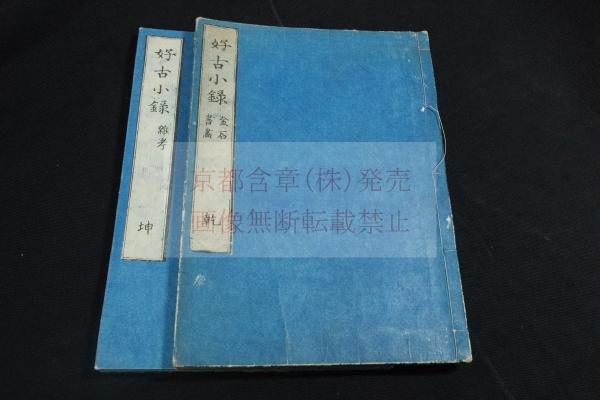 好古小録
金石
書畵
乾
好古小録
雜考
坤
京都含章(株)発売
画像無断転載禁止